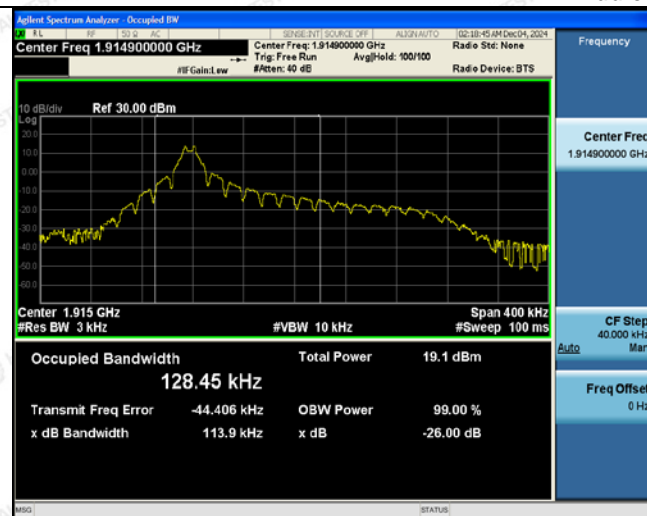 Agilent Spectrum Analyzer - Occupied BW
RL RF 50 Ω AC SENSE:INT SOURCE OFF ALIGN AUTO 02:18:45 AM Dec 04, 2024
Center Freq 1.914900000 GHz
Center Freq: 1.914900000 GHz
Radio Std: None
Trig: Free Run Avg|Hold: 100/100
#IFGain:Low #Atten: 40 dB Radio Device: BTS
Frequency
10 dB/div Ref 30.00 dBm
Log
20.0
10.0
0.00
-10.0
-20.0
-30.0
-40.0
-50.0
-60.0
Center Freq
1.914900000 GHz
Center 1.915 GHz Span 400 kHz
#Res BW 3 kHz #VBW 10 kHz #Sweep 100 ms
CF Step
40.000 kHz
Auto Man
Occupied Bandwidth Total Power 19.1 dBm
128.45 kHz
Transmit Freq Error -44.406 kHz OBW Power 99.00 %
x dB Bandwidth 113.9 kHz x dB -26.00 dB
Freq Offset
0 Hz
MSG STATUS